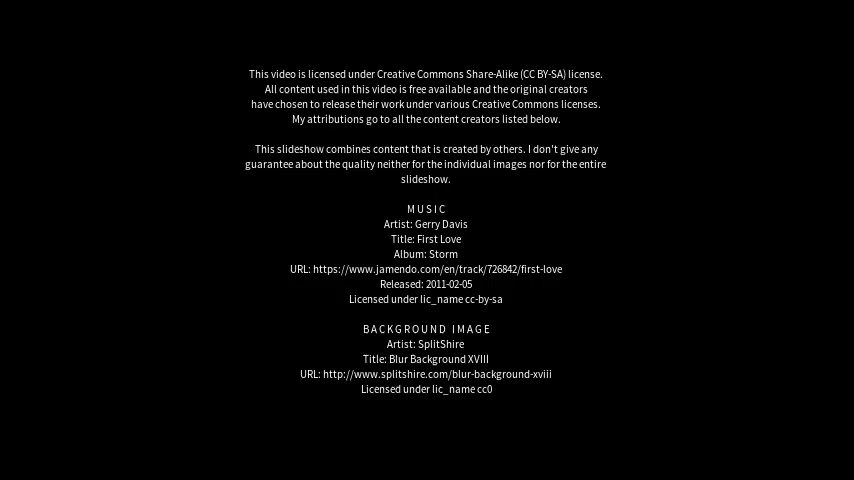 This video is licensed under Creative Commons Share-Alike (CC BY-SA) license.
All content used in this video is free available and the original creators
have chosen to release their work under various Creative Commons licenses.
My attributions go to all the content creators listed below.
This slideshow combines content that is created by others. I don't give any
guarantee about the quality neither for the individual images nor for the entire
slideshow.
M U S I C
Artist: Gerry Davis
Title: First Love
Album: Storm
URL: https://www.jamendo.com/en/track/726842/first-love
Released: 2011-02-05
Licensed under lic_name cc-by-sa
B A C K G R O U N D   I M A G E
Artist: SplitShire
Title: Blur Background XVIII
URL: http://www.splitshire.com/blur-background-xviii
Licensed under lic_name cc0